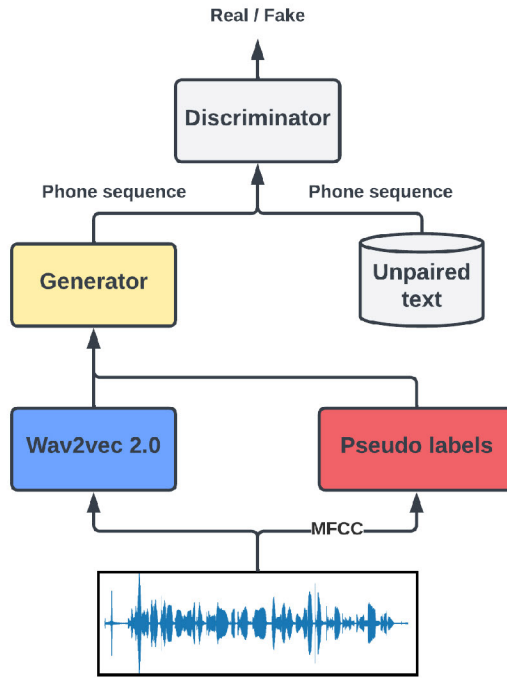 Real / Fake
Discriminator
Phone sequence
Phone sequence
Generator
Unpaired
text
Wav2vec 2.0
Pseudo labels
MFCC